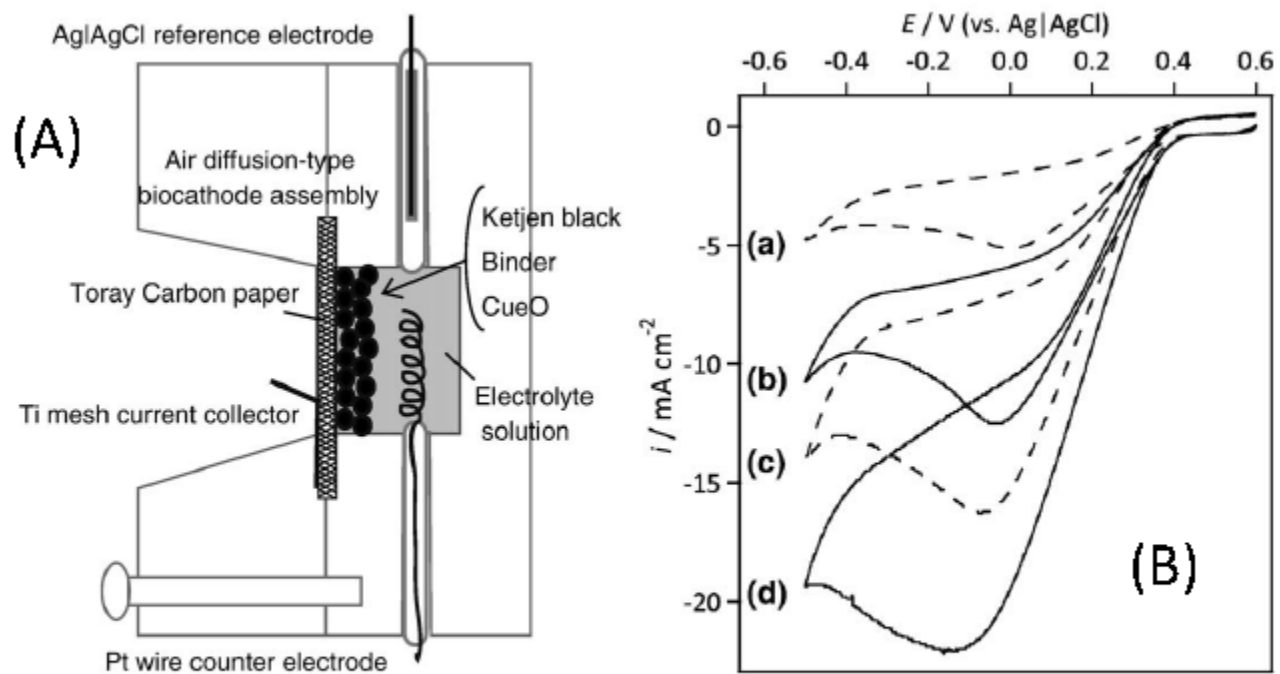 Ag|AgCl reference electrode
(A)
Air diffusion-type
biocathode assembly
Ketjen black
Binder
CueO
Toray Carbon paper
Ti mesh current collector
Electrolyte
solution
Pt wire counter electrode
E / V (vs. Ag|AgCl)
-0.6 -0.4 -0.2 0.0 0.2 0.4 0.6
0
-5
-10
-15
-20
i / mA cm-2
(a)
(b)
(c)
(d)
(B)